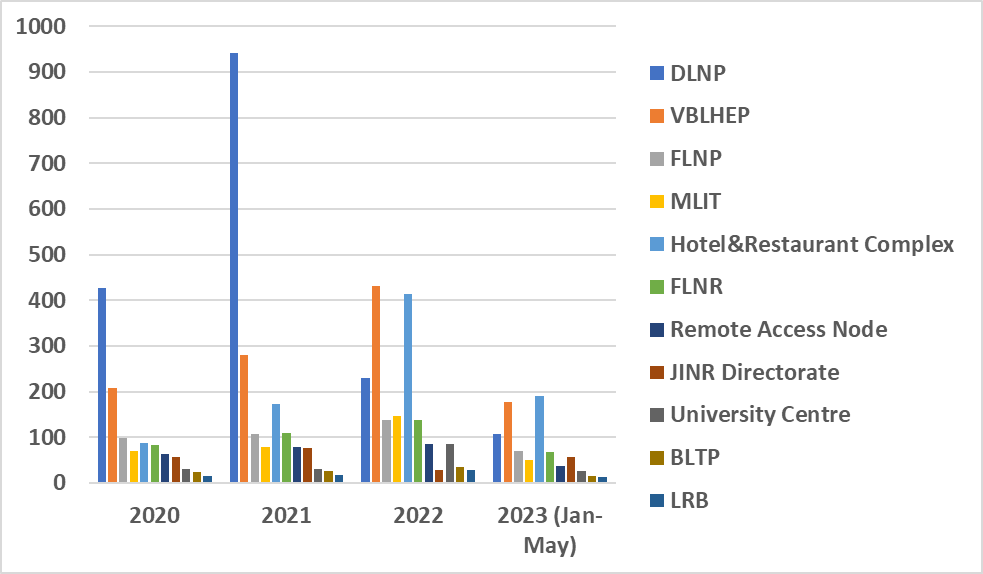 1000
900
800
700
600
500
400
300
200
100
0
2020
2021
2022
2023 (Jan-
May)
DLNP
VBLHEP
FLNP
MLIT
Hotel&Restaurant Complex
FLNR
Remote Access Node
JINR Directorate
University Centre
BLTP
LRB